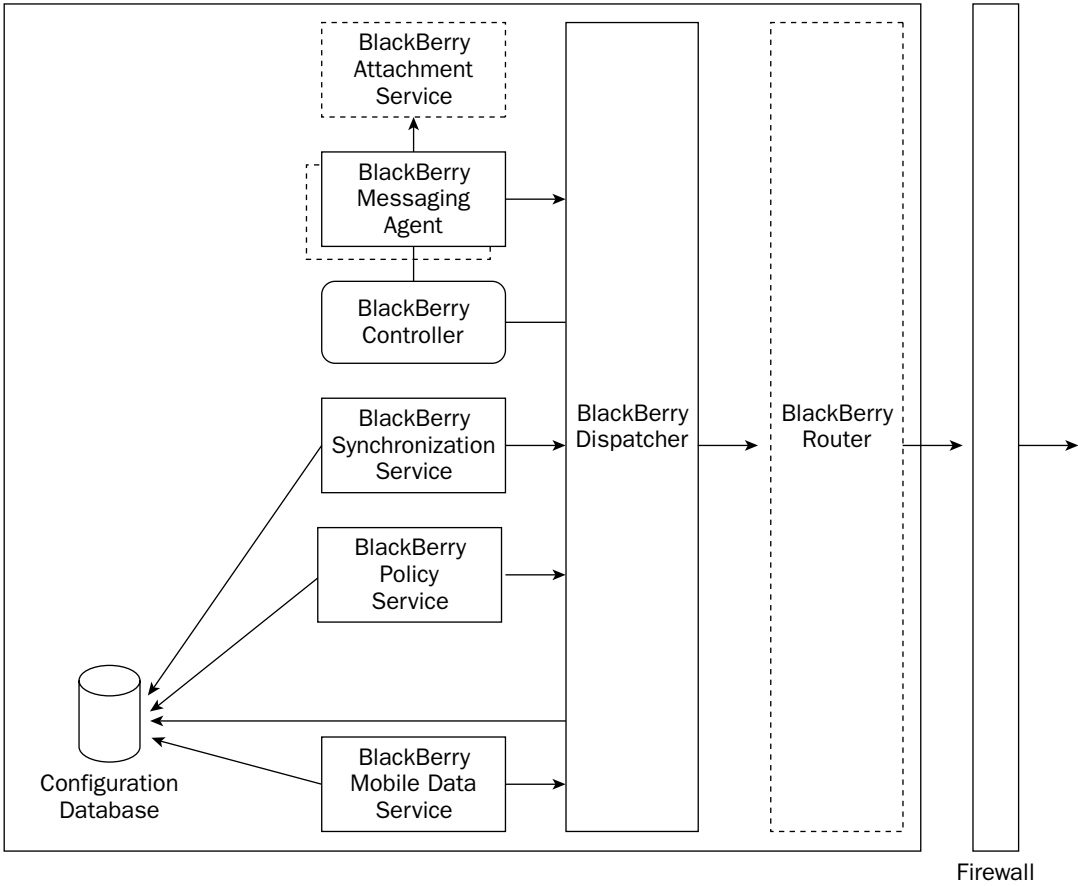 BlackBerry
Attachment
Service
BlackBerry
Messaging
Agent
BlackBerry
Controller
BlackBerry
Synchronization
Service
BlackBerry
Policy
Service
BlackBerry
Mobile Data
Service
BlackBerry
Dispatcher
BlackBerry
Router
Configuration
Database
Firewall